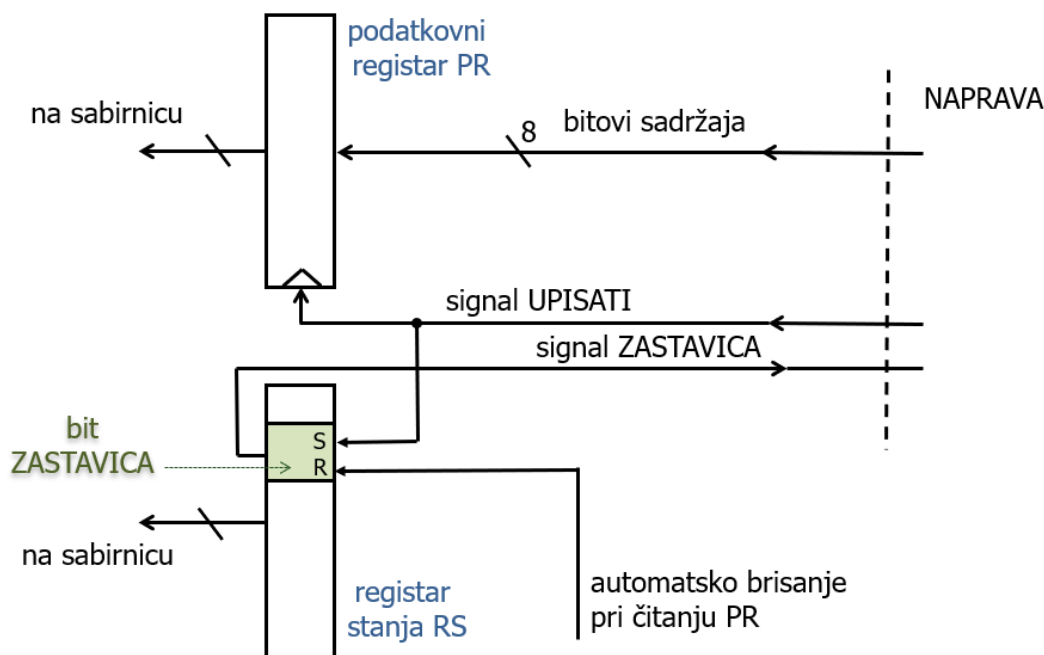 podatkovni
registar PR
NAPRAVA
na sabirnicu
8
bitovi sadržaja
signal UPISATI
signal ZASTAVICA
bit
ZASTAVICA
S
R
na sabirnicu
registar
stanja RS
automatsko brisanje
pri čitanju PR